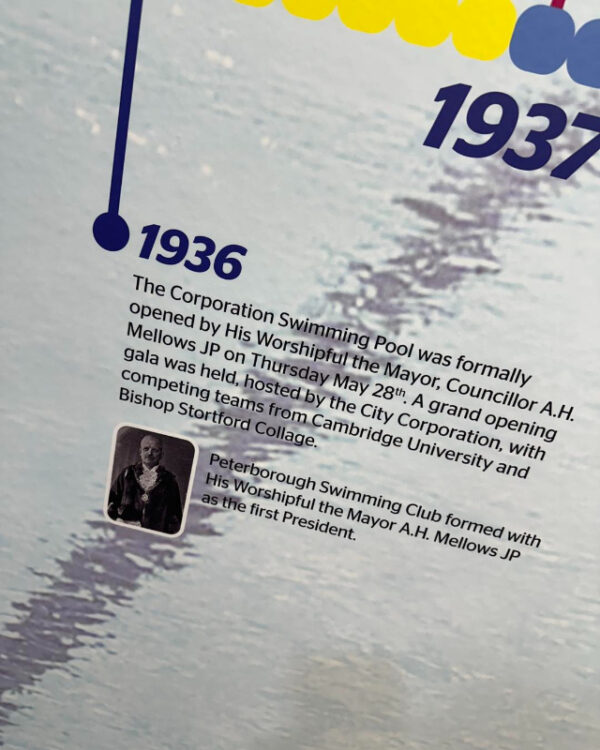 1937
1936
The Corporation Swimming Pool was formally
opened by His Worshipful the Mayor, Councillor A.H.
Mellows JP on Thursday May 28th. A grand opening
gala was held, hosted by the City Corporation, with
competing teams from Cambridge University and
Bishop Stortford Collage.
Peterborough Swimming Club formed with
His Worshipful the Mayor A.H. Mellows JP
as the first President.